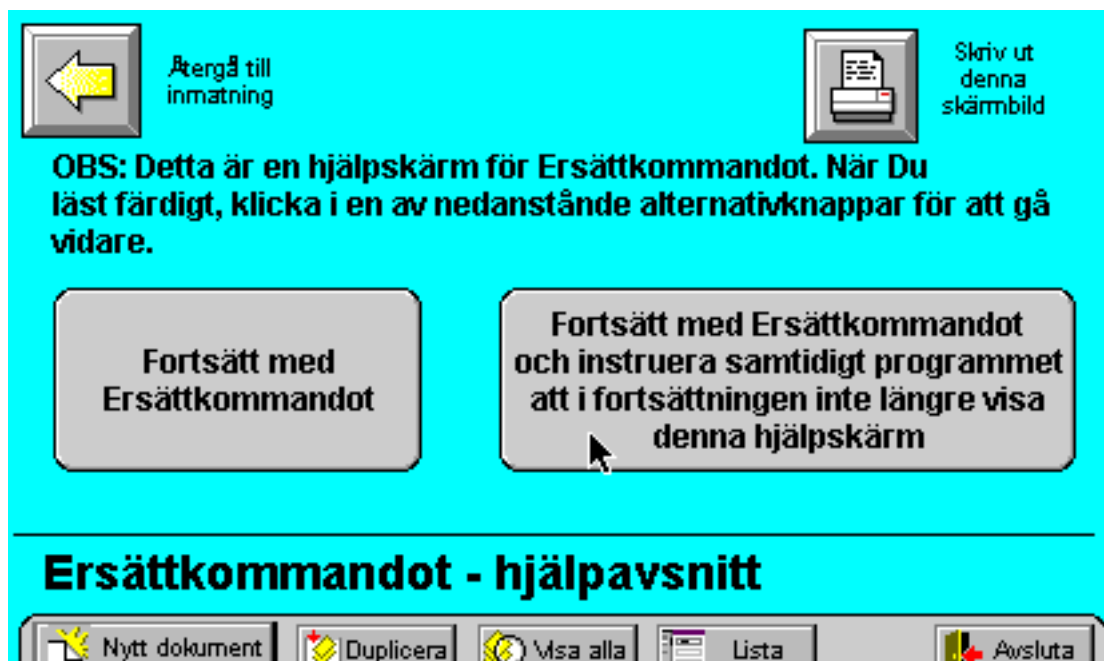 Återgå till
inmatning
Skriv ut
denna
skärmbild
OBS: Detta är en hjälpskärm för Ersättkommandot. När Du
läst färdigt, klicka i en av nedanstånde alternativknappar för att gå
vidare.
Fortsätt med
Ersättkommandot
Fortsätt med Ersättkommandot
och instruera samtidigt programmet
att i fortsättningen inte längre visa
denna hjälpskärm
Ersättkommandot - hjälpavsnitt
Nytt dokument
Duplicera
Visa alla
Lista
Avsluta